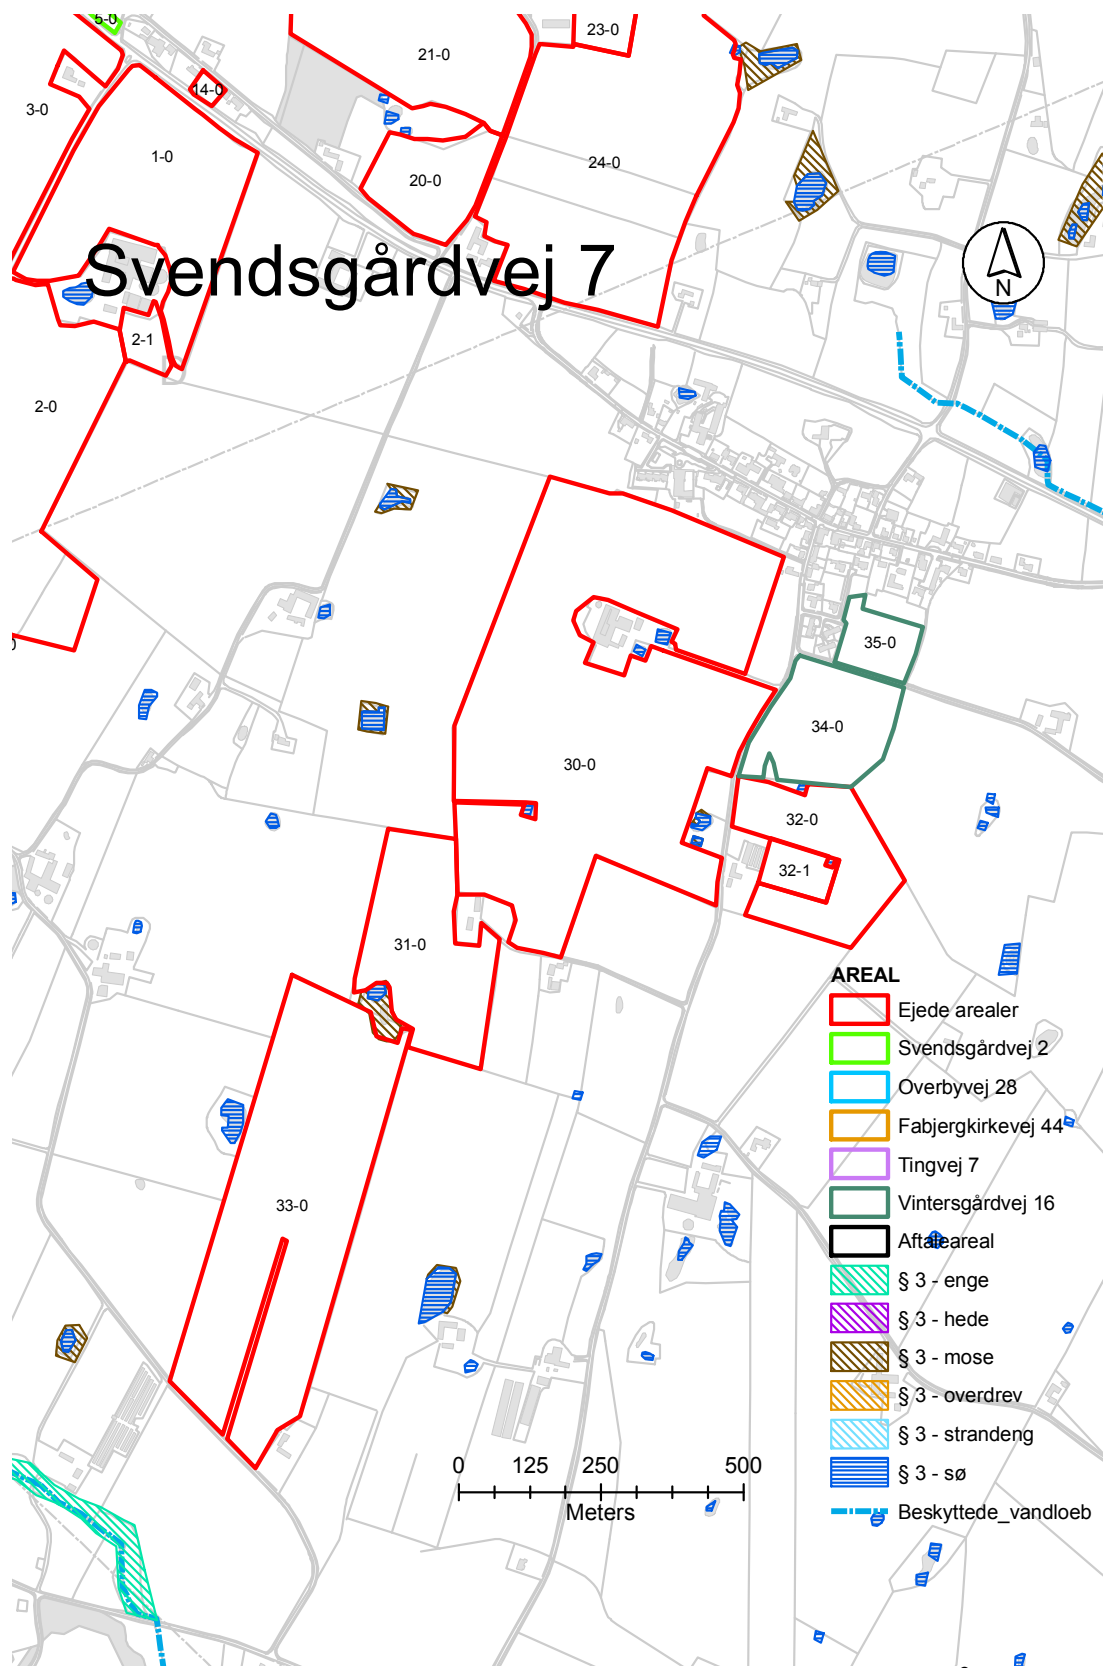 5-0
23-0
21-0
14-0
3-0
1-0
24-0
20-0
Svendsgårdvej 7
N
2-1
2-0
35-0
34-0
30-0
32-0
32-1
31-0
33-0
AREAL
Ejede arealer
Svendsgårdvej 2
Overbyvej 28
Fabjergkirkevej 44
Tingvej 7
Vintersgårdvej 16
Aftaleareal
§ 3 - enge
§ 3 - hede
§ 3 - mose
§ 3 - overdrev
§ 3 - strandeng
§ 3 - sø
Beskyttede_vandloeb
0 125 250 500
Meters